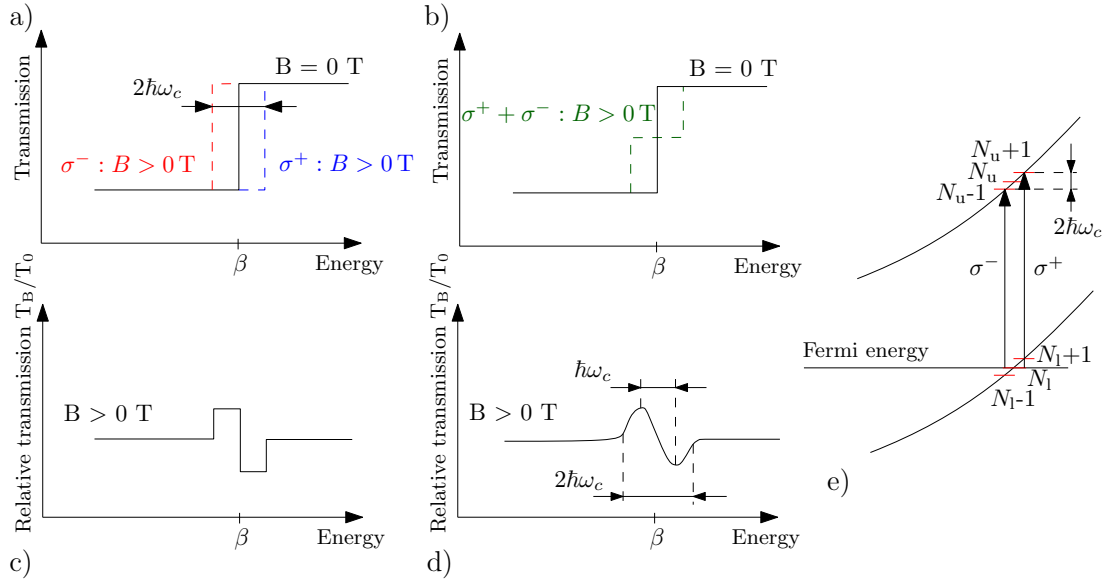 a)
Transmission
B = 0 T
2ħω_c
σ⁻ : B > 0 T
σ⁺ : B > 0 T
β
Energy
b)
Transmission
B = 0 T
σ⁺ + σ⁻ : B > 0 T
β
Energy
Relative transmission T_B/T_0
B > 0 T
β
Energy
c)
Relative transmission T_B/T_0
B > 0 T
ħω_c
2ħω_c
β
Energy
d)
N_u+1
N_u
N_u-1
2ħω_c
σ⁻
σ⁺
Fermi energy
N_l+1
N_l
N_l-1
e)